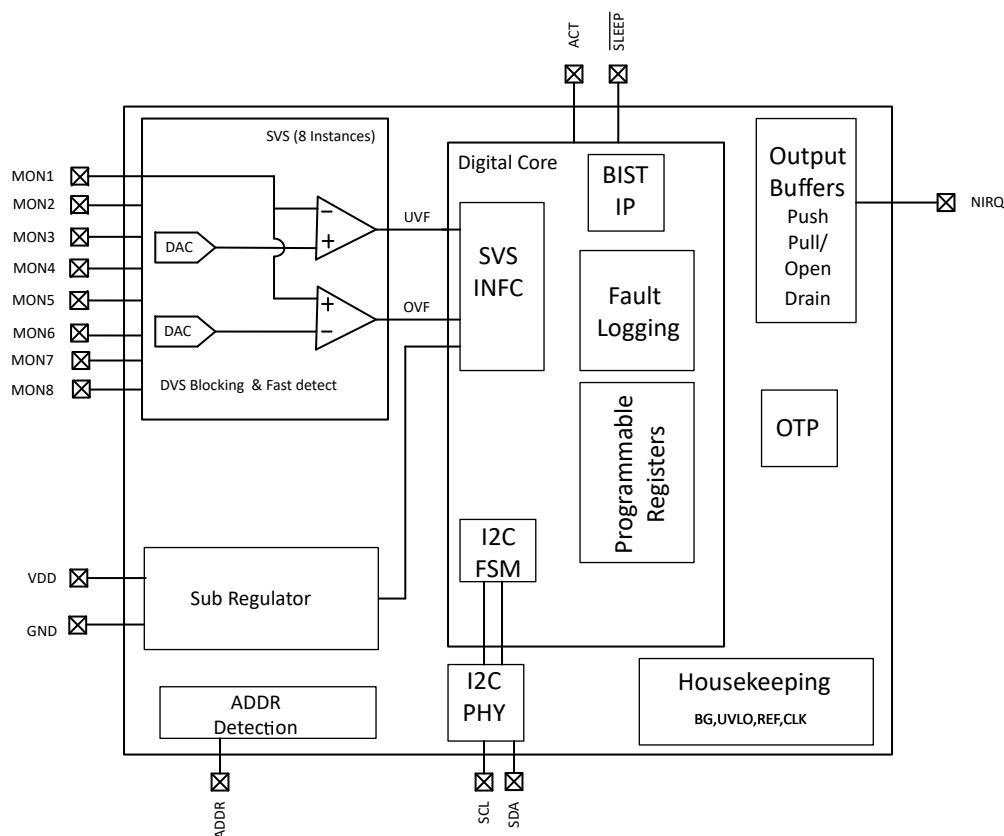 ACT
SLEEP
SVS (8 Instances)
MON1
MON2
MON3
MON4
MON5
MON6
MON7
MON8
DAC
DAC
−
+
+
−
UVF
OVF
DVS Blocking & Fast detect
Digital Core
BIST
IP
SVS
INFC
Fault
Logging
Programmable
Registers
I2C
FSM
Output
Buffers
Push
Pull/
Open
Drain
NIRQ
OTP
VDD
GND
Sub Regulator
ADDR
Detection
I2C
PHY
Housekeeping
BG,UVLO,REF,CLK
ADDR
SCL
SDA